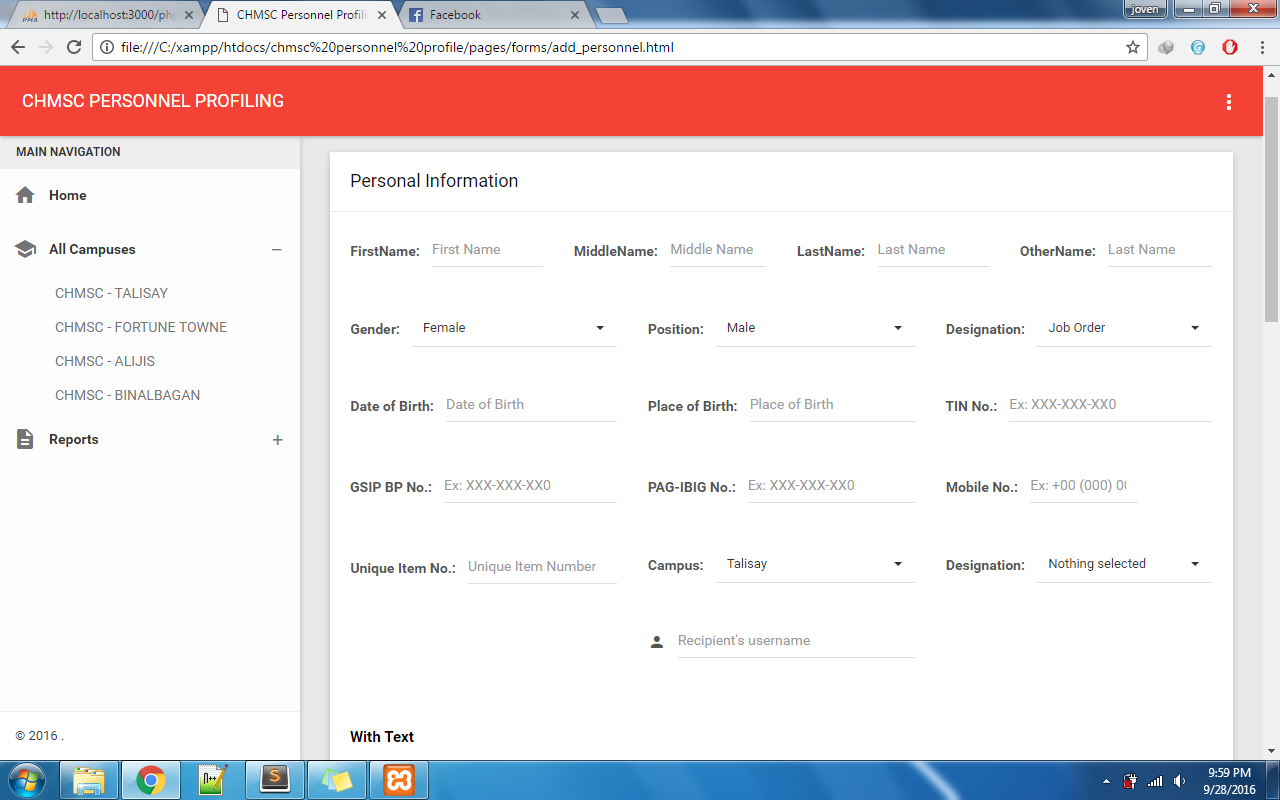 http://localhost:3000/php
CHMSC Personnel Profilin
Facebook
joven
file:///C:/xampp/htdocs/chmsc%20personnel%20profile/pages/forms/add_personnel.html
CHMSC PERSONNEL PROFILING
MAIN NAVIGATION
Home
All Campuses
CHMSC - TALISAY
CHMSC - FORTUNE TOWNE
CHMSC - ALIJIS
CHMSC - BINALBAGAN
Reports
© 2016 .
Personal Information
FirstName: First Name MiddleName: Middle Name LastName: Last Name OtherName: Last Name
Gender: Female Position: Male Designation: Job Order
Date of Birth: Date of Birth Place of Birth: Place of Birth TIN No.: Ex: XXX-XXX-XX0
GSIP BP No.: Ex: XXX-XXX-XX0 PAG-IBIG No.: Ex: XXX-XXX-XX0 Mobile No.: Ex: +00 (000) 00
Unique Item No.: Unique Item Number Campus: Talisay Designation: Nothing selected
Recipient's username
With Text
9:59 PM
9/28/2016